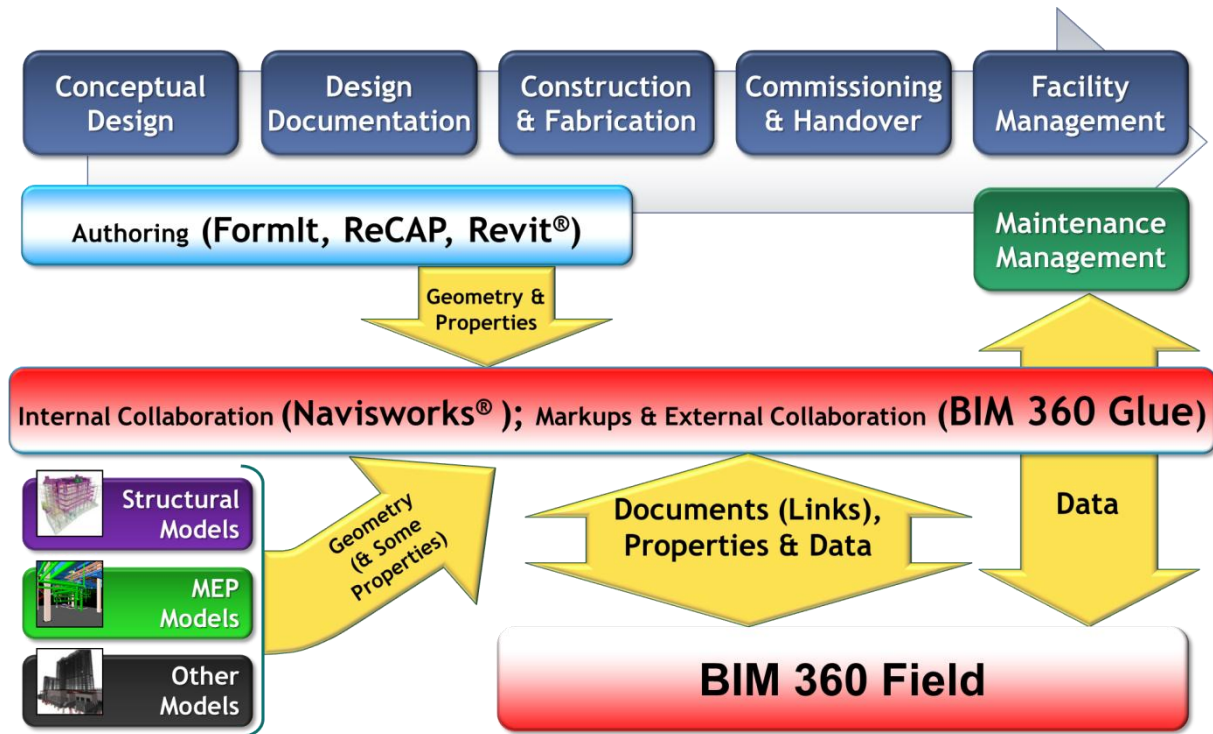 Conceptual
Design
Design
Documentation
Construction
& Fabrication
Commissioning
& Handover
Facility
Management
Authoring (FormIt, ReCAP, Revit®)
Maintenance
Management
Geometry &
Properties
Internal Collaboration (Navisworks® ); Markups & External Collaboration (BIM 360 Glue)
Structural
Models
MEP
Models
Other
Models
Geometry
(& Some
Properties)
Documents (Links),
Properties & Data
Data
BIM 360 Field